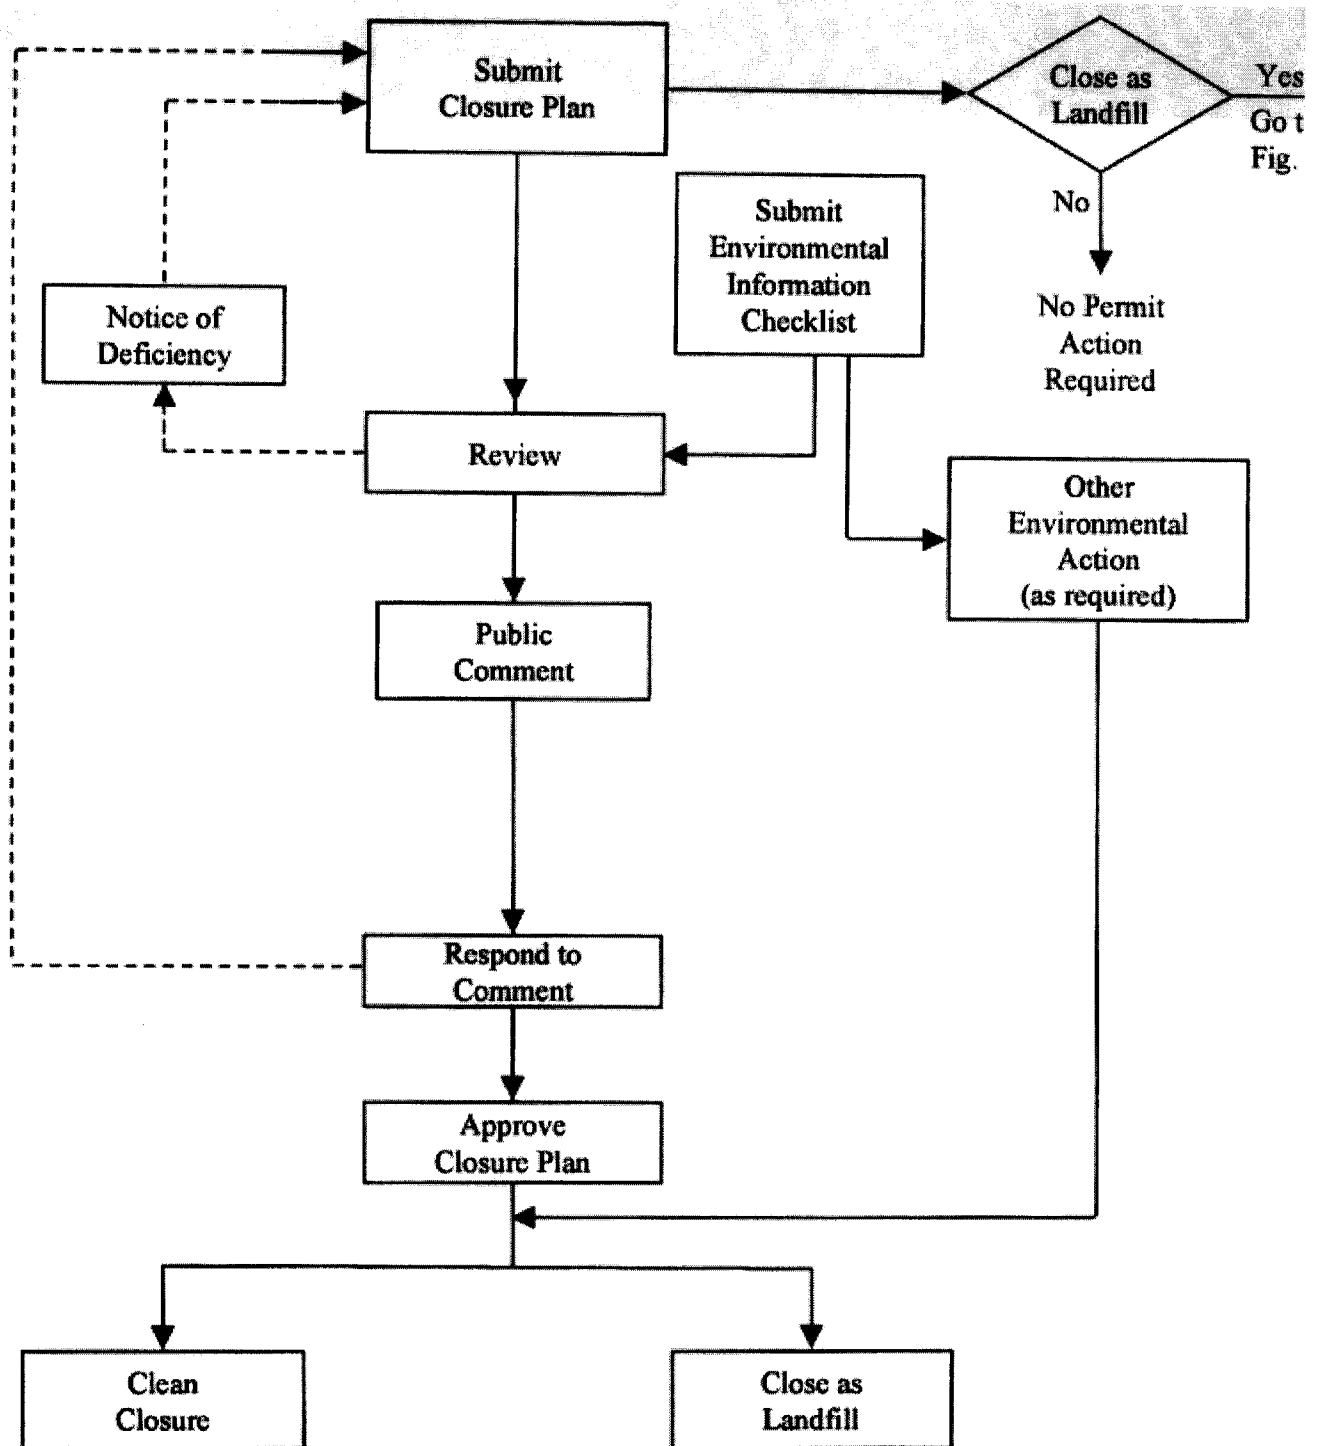 Submit
Closure Plan
Close as
Landfill
Yes
Go t
Fig.
No
No Permit
Action
Required
Submit
Environmental
Information
Checklist
Notice of
Deficiency
Review
Other
Environmental
Action
(as required)
Public
Comment
Respond to
Comment
Approve
Closure Plan
Clean
Closure
Close as
Landfill